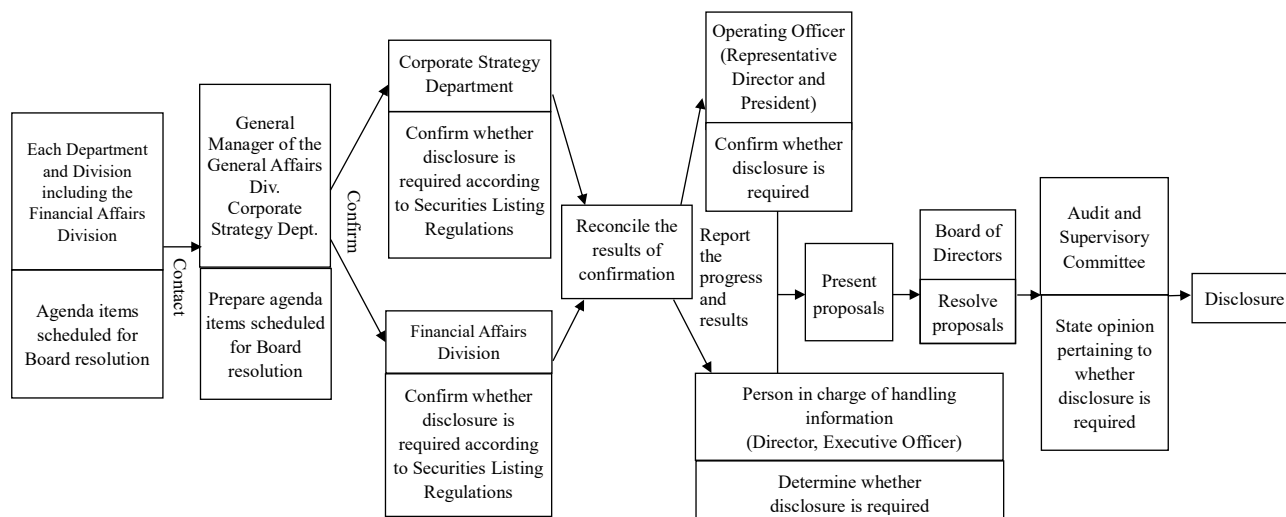 Each Department
and Division
including the
Financial Affairs
Division
Agenda items
scheduled for
Board resolution
Contact
General
Manager of the
General Affairs
Div.
Corporate
Strategy Dept.
Prepare agenda
items scheduled
for Board
resolution
Confirm
Corporate Strategy
Department
Confirm whether
disclosure is
required according
to Securities Listing
Regulations
Financial Affairs
Division
Confirm whether
disclosure is
required according
to Securities Listing
Regulations
Reconcile the
results of
confirmation
Report
the
progress
and
results
Operating Officer
(Representative
Director and
President)
Confirm whether
disclosure is
required
Person in charge of handling
information
(Director, Executive Officer)
Determine whether
disclosure is required
Present
proposals
Board of
Directors
Resolve
proposals
Audit and
Supervisory
Committee
State opinion
pertaining to
whether
disclosure is
required
Disclosure